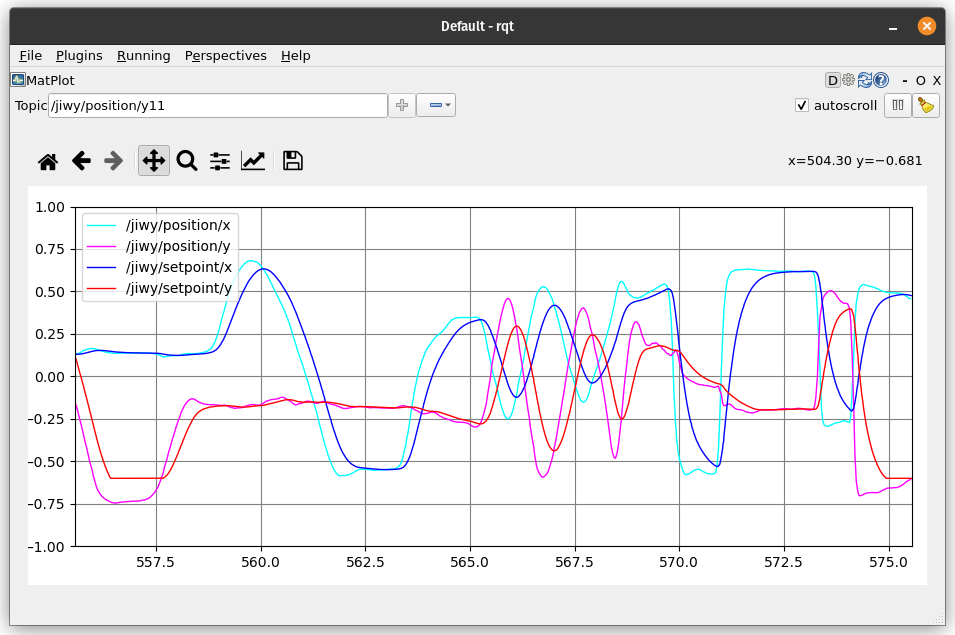 Default - rqt
File Plugins Running Perspectives Help
MatPlot D - O X
Topic /jiwy/position/y11 autoscroll
x=504.30 y=−0.681
/jiwy/position/x
/jiwy/position/y
/jiwy/setpoint/x
/jiwy/setpoint/y
1.00
0.75
0.50
0.25
0.00
−0.25
−0.50
−0.75
−1.00
557.5 560.0 562.5 565.0 567.5 570.0 572.5 575.0